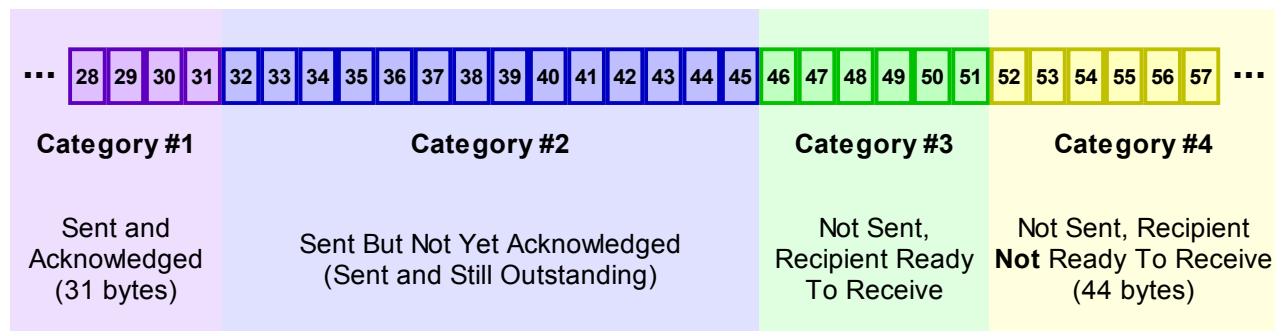 ... 28 29 30 31 32 33 34 35 36 37 38 39 40 41 42 43 44 45 46 47 48 49 50 51 52 53 54 55 56 57 ...
Category #1
Category #2
Category #3
Category #4
Sent and
Acknowledged
(31 bytes)
Sent But Not Yet Acknowledged
(Sent and Still Outstanding)
Not Sent,
Recipient Ready
To Receive
Not Sent, Recipient
Not Ready To Receive
(44 bytes)